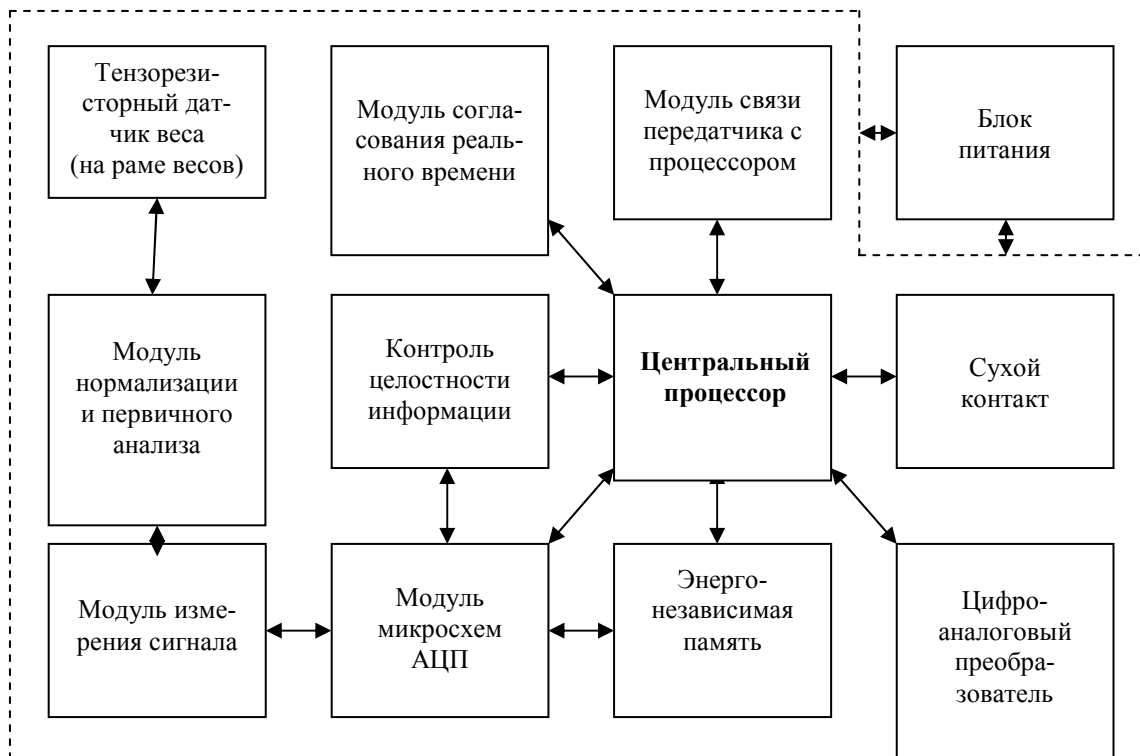 Тензорези-
сторный дат-
чик веса
(на раме весов)
Модуль согла-
сования реаль-
ного времени
Модуль связи
передатчика с
процессором
Блок
питания
Модуль
нормализации
и первичного
анализа
Контроль
целостности
информации
Центральный
процессор
Сухой
контакт
Модуль изме-
рения сигнала
Модуль
микросхем
АЦП
Энерго-
независимая
память
Цифро-
аналоговый
преобра-
зователь